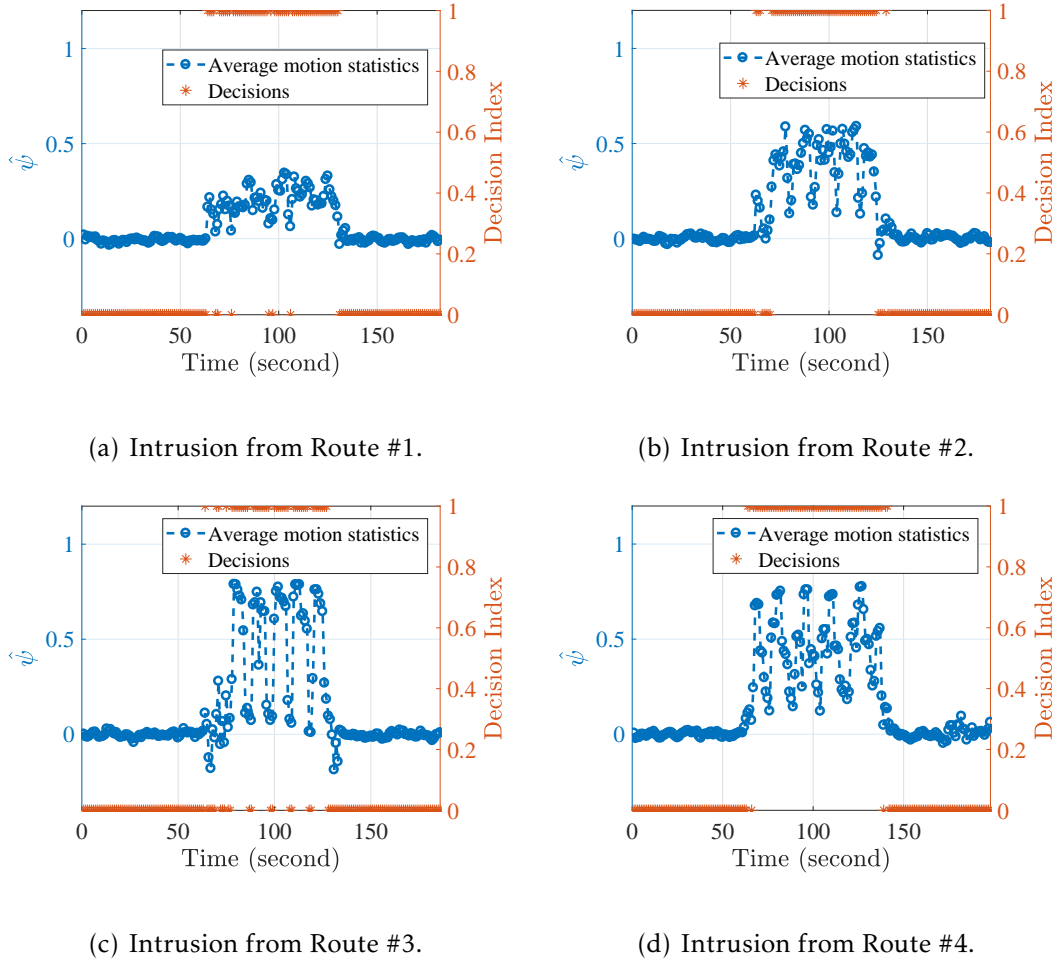 1
0.5
0
ψ̂
Average motion statistics
Decisions
1
0.8
0.6
0.4
0.2
0
Decision Index
0 50 100 150
Time (second)
(a) Intrusion from Route #1.
1
0.5
0
ψ̂
Average motion statistics
Decisions
1
0.8
0.6
0.4
0.2
0
Decision Index
0 50 100 150
Time (second)
(b) Intrusion from Route #2.
1
0.5
0
ψ̂
Average motion statistics
Decisions
1
0.8
0.6
0.4
0.2
0
Decision Index
0 50 100 150
Time (second)
(c) Intrusion from Route #3.
1
0.5
0
ψ̂
Average motion statistics
Decisions
1
0.8
0.6
0.4
0.2
0
Decision Index
0 50 100 150
Time (second)
(d) Intrusion from Route #4.